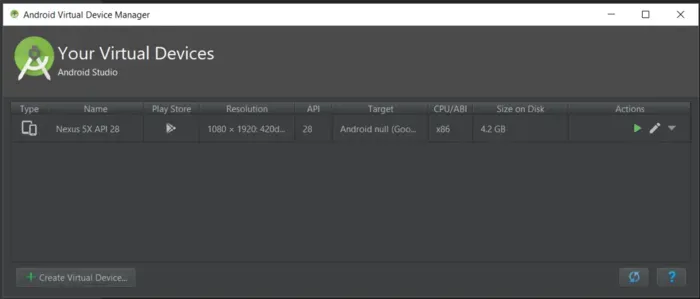 Android Virtual Device Manager
Your Virtual Devices
Android Studio
Type Name Play Store Resolution API Target CPU/ABI Size on Disk Actions
Nexus 5X API 28 1080 × 1920: 420d... 28 Android null (Goo... x86 4.2 GB
+ Create Virtual Device... ?